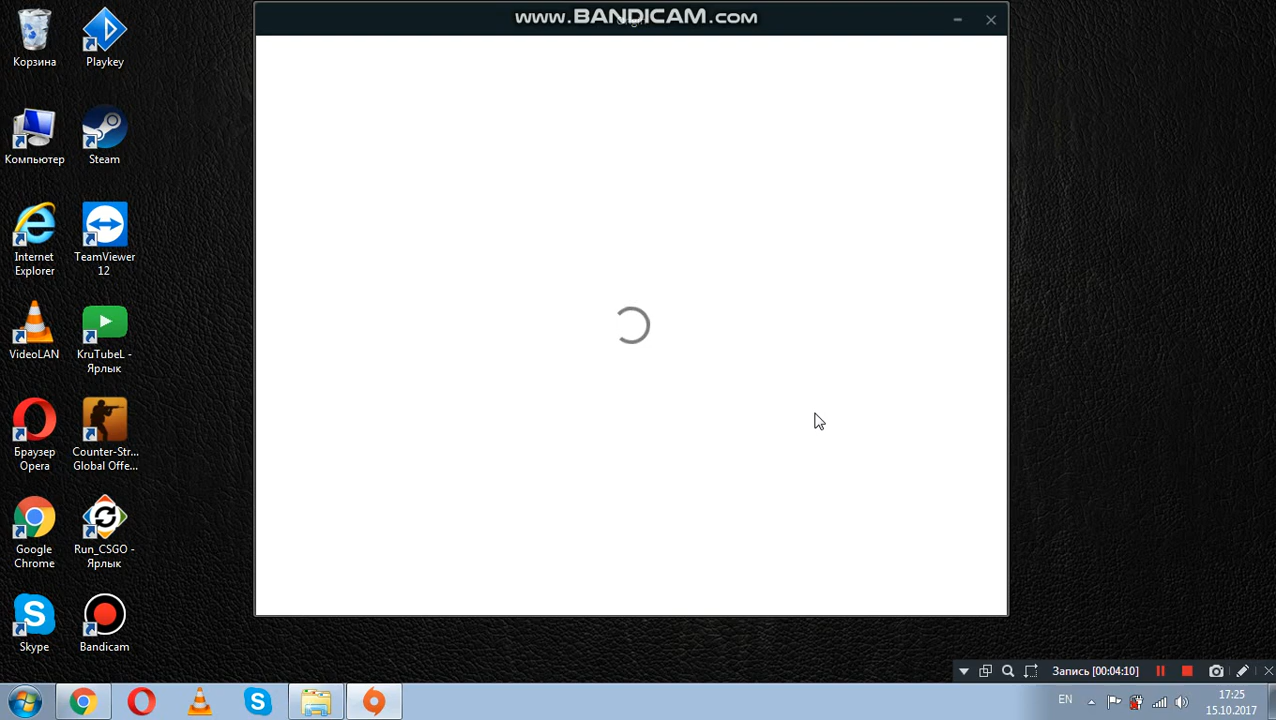 www.BANDICAM.com
Корзина
Playkey
Компьютер
Steam
Internet
Explorer
TeamViewer
12
VideoLAN
KruTubeL -
Ярлык
Браузер
Opera
Counter-Str...
Global Offe...
Google
Chrome
Run_CSGO -
Ярлык
Skype
Bandicam
Запись [00:04:10]
EN
17:25
15.10.2017